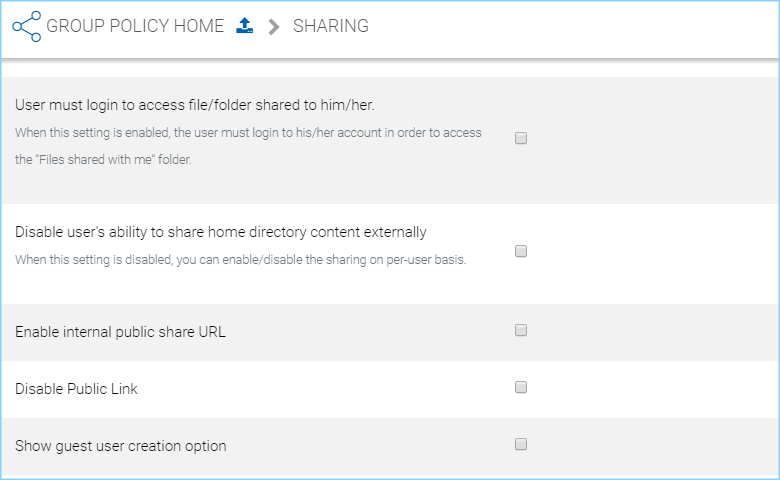 GROUP POLICY HOME SHARING
User must login to access file/folder shared to him/her.
When this setting is enabled, the user must login to his/her account in order to access
the "Files shared with me" folder.
Disable user's ability to share home directory content externally
When this setting is disabled, you can enable/disable the sharing on per-user basis.
Enable internal public share URL
Disable Public Link
Show guest user creation option